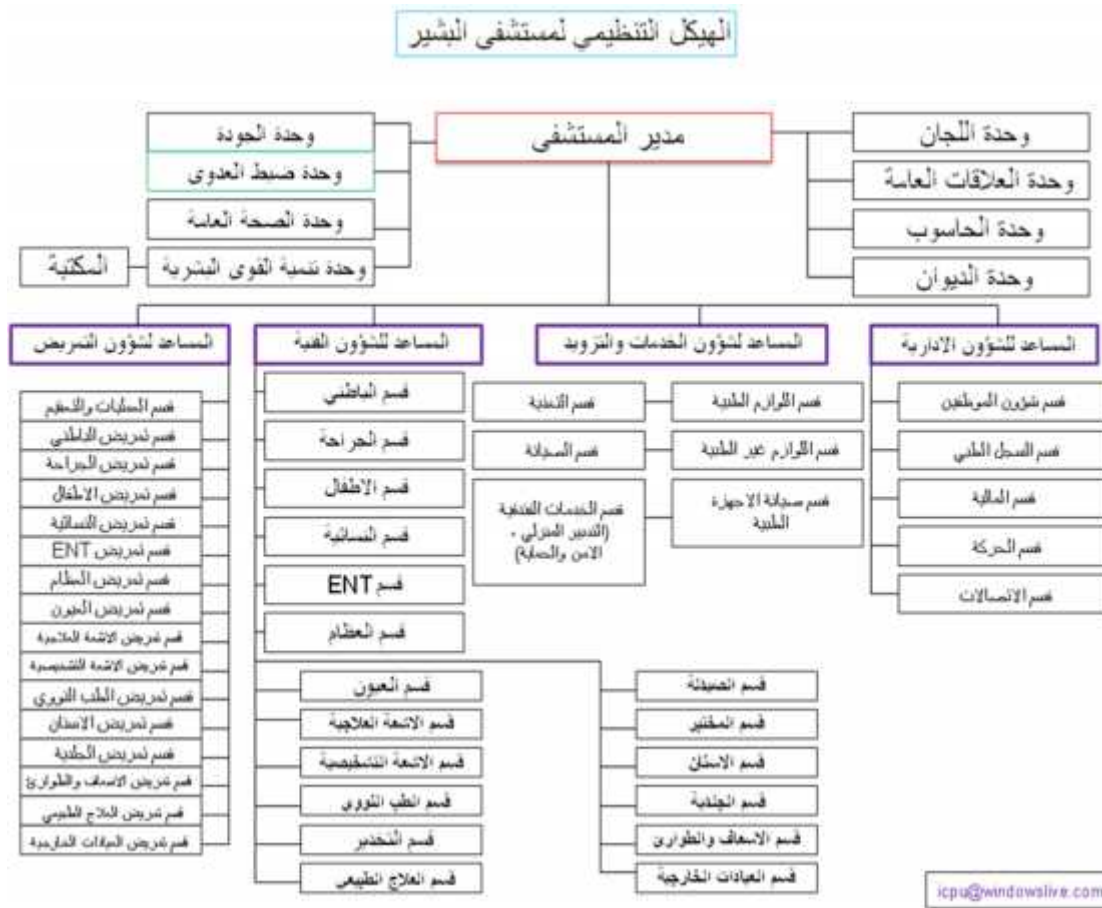 الهيكل التنظيمي لمستشفى البشير
مدير المستشفى
وحدة اللجان
وحدة العلاقات العامة
وحدة الحاسوب
وحدة الديوان
وحدة الجودة
وحدة ضبط العدوى
وحدة الصحة العامة
وحدة تنمية القوى البشرية
المكتبة
المساعد للشؤون الادارية
قسم شؤون الموظفين
قسم السجل الطبي
قسم المالية
قسم الحركة
قسم الاتصالات
المساعد لشؤون الخدمات والتزويد
قسم اللوازم الطبية
قسم التغذية
قسم اللوازم غير الطبية
قسم الصيانة
قسم صيانة الاجهزة
الطبية
قسم الخدمات الفندقية
(التدبير المنزلي ،
الامن والحماية)
المساعد للشؤون الفنية
قسم الباطني
قسم الجراحة
قسم الاطفال
قسم النسائية
قسم ENT
قسم العظام
قسم العيون
قسم الاشعة العلاجية
قسم الاشعة التشخيصية
قسم الطب النووي
قسم التخدير
قسم العلاج الطبيعي
قسم الصيدلة
قسم المختبر
قسم الاسنان
قسم الجلدية
قسم الاسعاف والطوارئ
قسم العيادات الخارجية
المساعد لشؤون التمريض
قسم العمليات والتعقيم
قسم تمريض الباطني
قسم تمريض الجراحة
قسم تمريض الاطفال
قسم تمريض النسائية
قسم تمريض ENT
قسم تمريض العظام
قسم تمريض العيون
قسم تمريض الاشعة العلاجية
قسم تمريض الاشعة التشخيصية
قسم تمريض الطب النووي
قسم تمريض الاسنان
قسم تمريض الجلدية
قسم تمريض الاسعاف والطوارئ
قسم تمريض العلاج الطبيعي
قسم تمريض العيادات الخارجية
icpu@windowslive.com